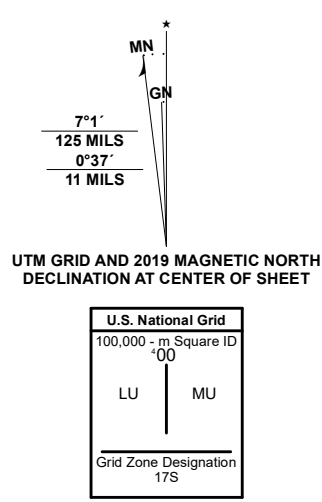 MN
GN
7°1´
125 MILS
0°37´
11 MILS
UTM GRID AND 2019 MAGNETIC NORTH
DECLINATION AT CENTER OF SHEET
U.S. National Grid
100,000 - m Square ID
⁴00
LU MU
Grid Zone Designation
17S